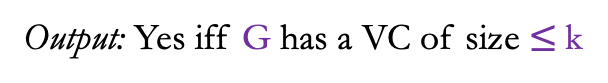 Output: Yes iff G has a VC of size ≤ k